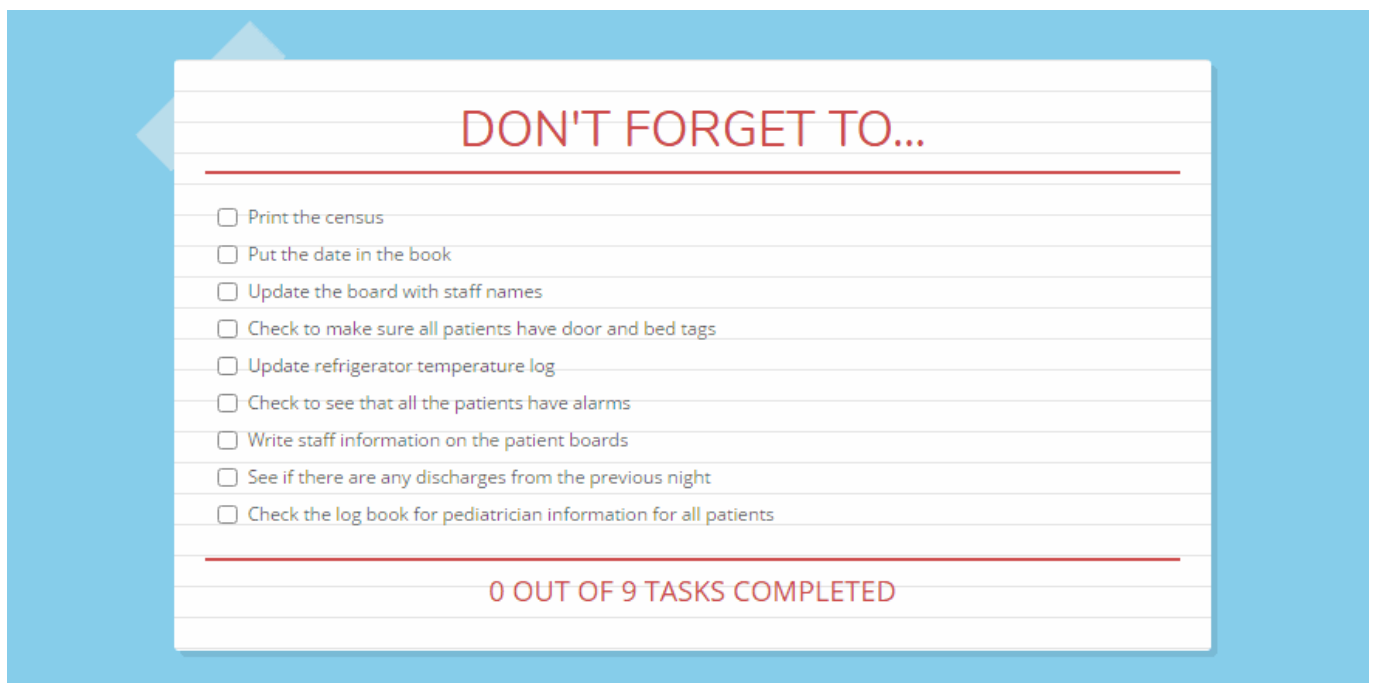 DON'T FORGET TO...
Print the census
Put the date in the book
Update the board with staff names
Check to make sure all patients have door and bed tags
Update refrigerator temperature log
Check to see that all the patients have alarms
Write staff information on the patient boards
See if there are any discharges from the previous night
Check the log book for pediatrician information for all patients
0 OUT OF 9 TASKS COMPLETED